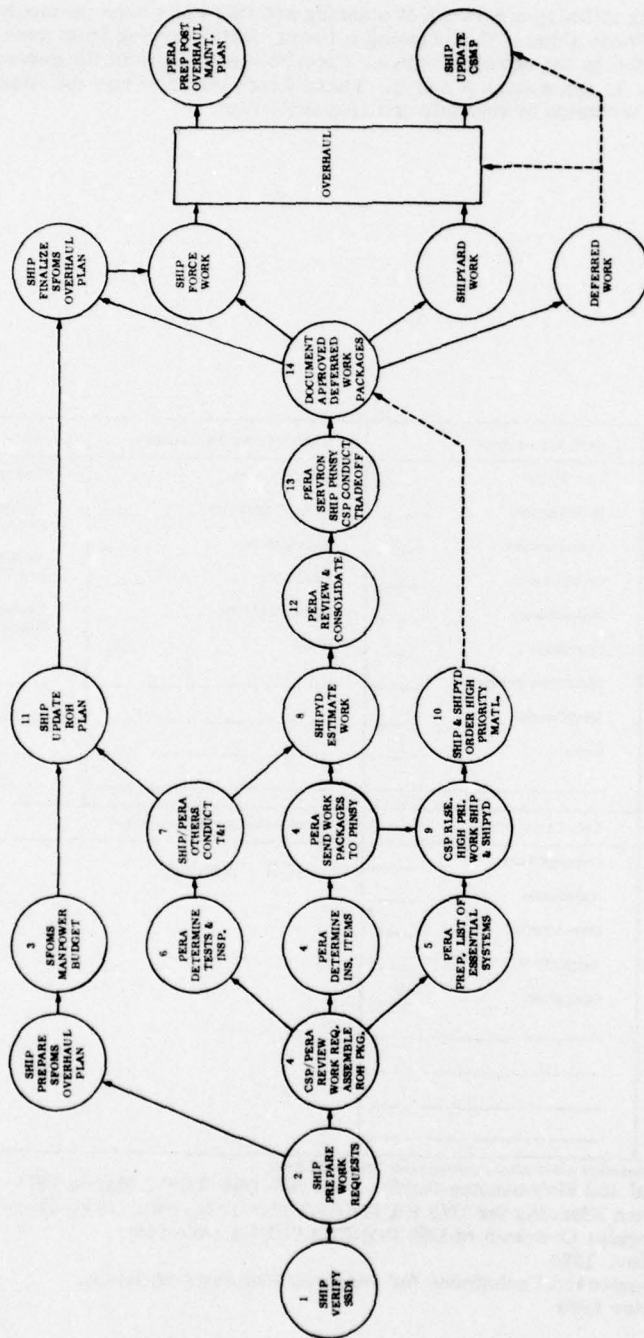 1
SHIP
VERIFY
SSDI
2
SHIP
PREPARE
WORK
REQUESTS
SHIP
PREPARE
SFOMS
OVERHAUL
PLAN
3
SFOMS
MANPOWER
BUDGET
4
CSP/PERA
REVIEW
WORK REQ.
ASSEMBLE
ROH PKG.
6
PERA
DETERMINE
TESTS &
INSP.
4
PERA
DETERMINE
INS. ITEMS
5
PERA
PREP. LIST OF
ESSENTIAL
SYSTEMS
7
SHIP/PERA
OTHERS
CONDUCT
T&I
4
PERA
SEND WORK
PACKAGES
TO PHNSY
9
CSP RLSE.
HIGH PRI.
WORK SHIP
& SHIPYD
11
SHIP
UPDATE
ROH
PLAN
8
SHIPYD
ESTIMATE
WORK
10
SHIP & SHIPYD
ORDER HIGH
PRIORITY
MATL.
12
PERA
REVIEW &
CONSOLIDATE
13
PERA
SERVRON
SHIP PHNSY
CSP CONDUCT
TRADEOFF
14
DOCUMENT
APPROVED
DEFERRED
WORK
PACKAGES
SHIP
FINALIZE
SFOMS
OVERHAUL
PLAN
SHIP
FORCE
WORK
SHIPYARD
WORK
DEFERRED
WORK
OVERHAUL
PERA
PREP POST
OVERHAUL
MAINT.
PLAN
SHIP
UPDATE
CSMP